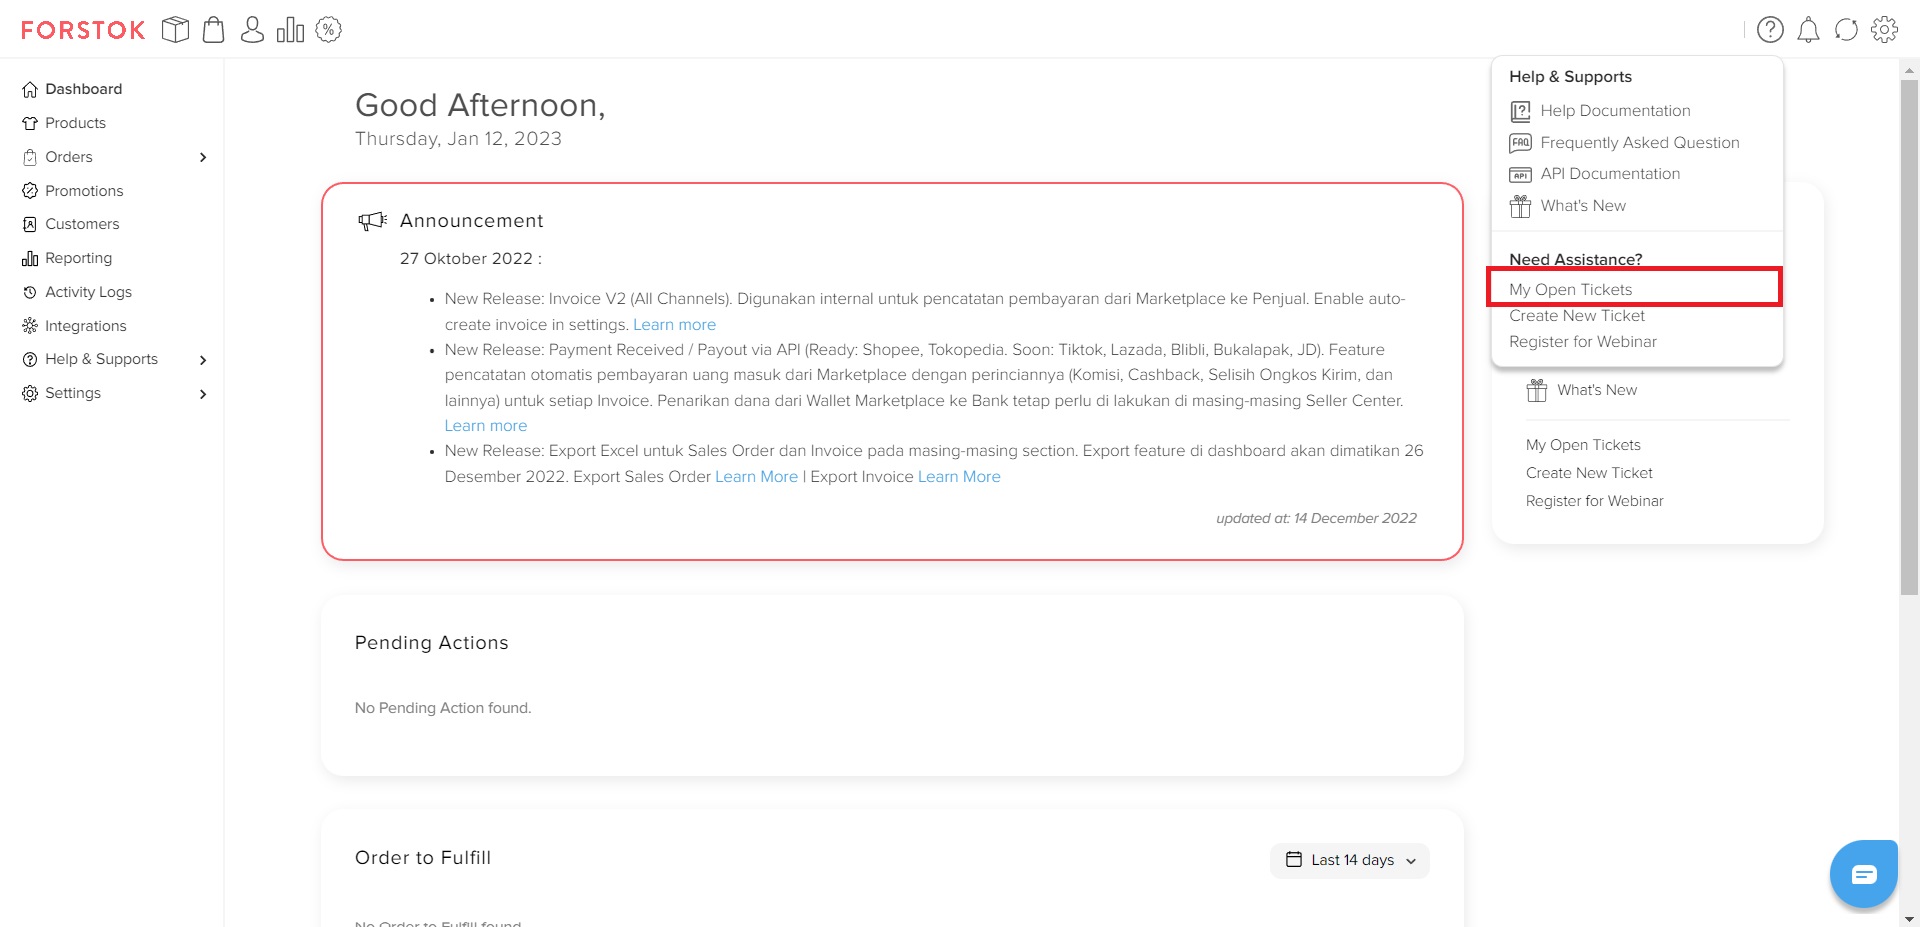 FORSTOK
%
?
Dashboard
Products
Orders
Promotions
Customers
Reporting
Activity Logs
Integrations
Help & Supports
Settings
Good Afternoon,
Thursday, Jan 12, 2023
Announcement
27 Oktober 2022 :
• New Release: Invoice V2 (All Channels). Digunakan internal untuk pencatatan pembayaran dari Marketplace ke Penjual. Enable auto-
create invoice in settings. Learn more
• New Release: Payment Received / Payout via API (Ready: Shopee, Tokopedia. Soon: Tiktok, Lazada, Blibli, Bukalapak, JD). Feature
pencatatan otomatis pembayaran uang masuk dari Marketplace dengan perinciannya (Komisi, Cashback, Selisih Ongkos Kirim, dan
lainnya) untuk setiap Invoice. Penarikan dana dari Wallet Marketplace ke Bank tetap perlu di lakukan di masing-masing Seller Center.
Learn more
• New Release: Export Excel untuk Sales Order dan Invoice pada masing-masing section. Export feature di dashboard akan dimatikan 26
Desember 2022. Export Sales Order Learn More | Export Invoice Learn More
updated at: 14 December 2022
Pending Actions
No Pending Action found.
Order to Fulfill
Last 14 days
No Order to Fulfill found
Help & Supports
? Help Documentation
FAQ Frequently Asked Question
API API Documentation
What's New
Need Assistance?
My Open Tickets
Create New Ticket
Register for Webinar
What's New
My Open Tickets
Create New Ticket
Register for Webinar